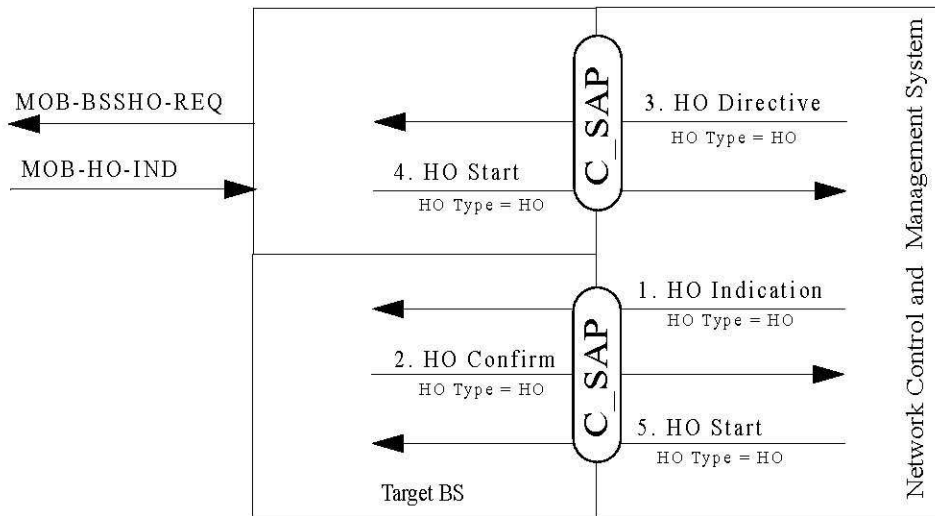 MOB-BSSHO-REQ
MOB-HO-IND
C_SAP
3. HO Directive
HO Type = HO
4. HO Start
HO Type = HO
C_SAP
1. HO Indication
HO Type = HO
2. HO Confirm
HO Type = HO
5. HO Start
HO Type = HO
Target BS
Network Control and Management System